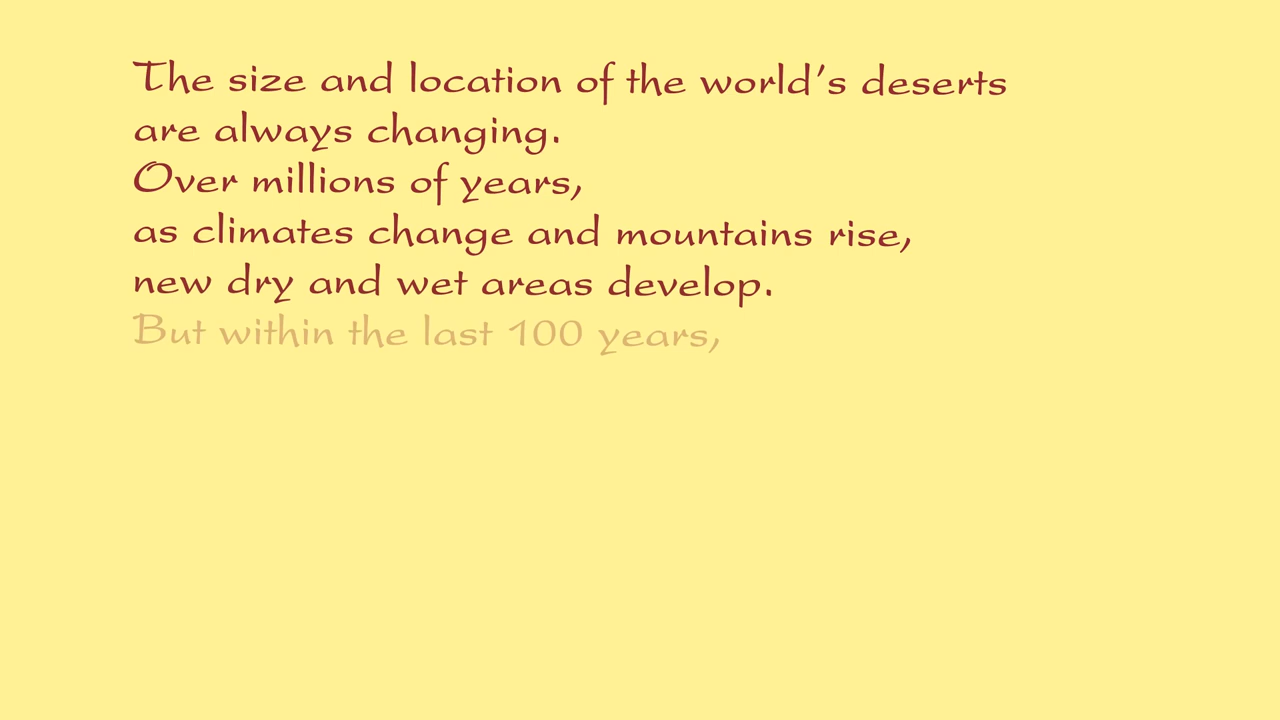 The size and location of the world's deserts
are always changing.
Over millions of years,
as climates change and mountains rise,
new dry and wet areas develop.
But within the last 100 years,